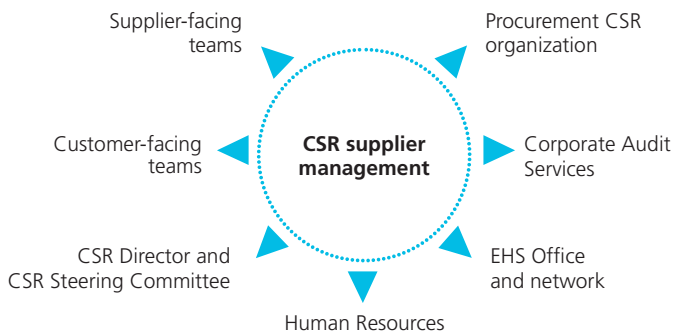 Supplier-facing
teams
Procurement CSR
organization
Customer-facing
teams
CSR supplier
management
Corporate Audit
Services
CSR Director and
CSR Steering Committee
EHS Office
and network
Human Resources